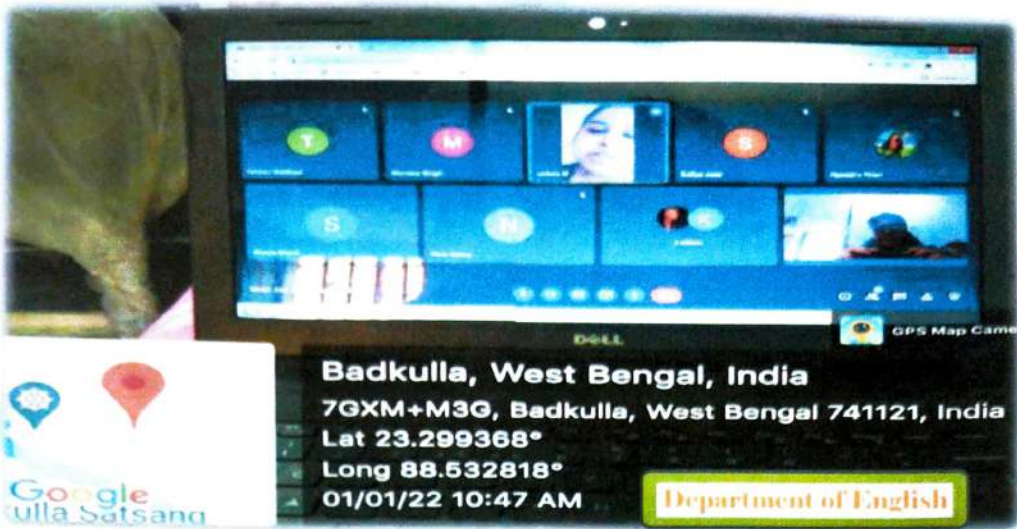 T
M
S
S
N
K
DELL
GPS Map Came
Badkulla, West Bengal, India
7GXM+M3G, Badkulla, West Bengal 741121, India
Lat 23.299368°
Long 88.532818°
01/01/22 10:47 AM
Google
ulla Satsang
Department of English